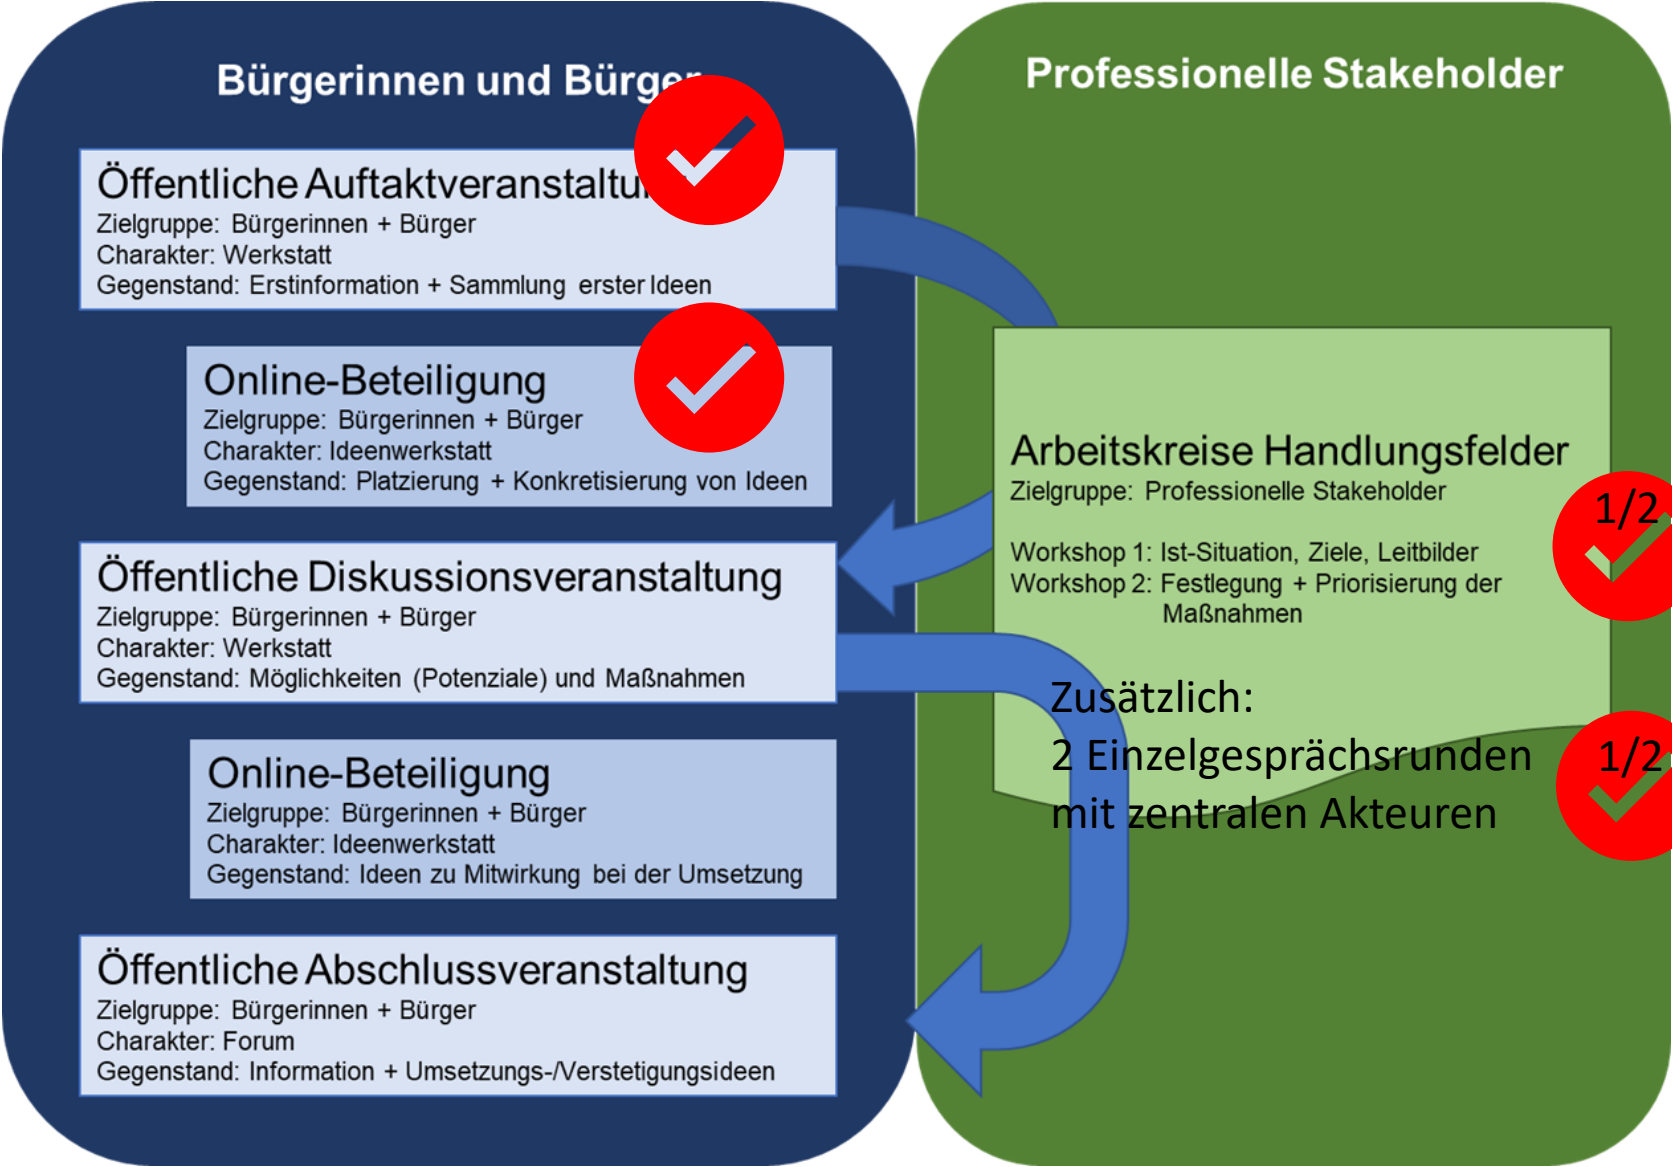 Bürgerinnen und Bürger
Öffentliche Auftaktveranstaltung
Zielgruppe: Bürgerinnen + Bürger
Charakter: Werkstatt
Gegenstand: Erstinformation + Sammlung erster Ideen
Online-Beteiligung
Zielgruppe: Bürgerinnen + Bürger
Charakter: Ideenwerkstatt
Gegenstand: Platzierung + Konkretisierung von Ideen
Öffentliche Diskussionsveranstaltung
Zielgruppe: Bürgerinnen + Bürger
Charakter: Werkstatt
Gegenstand: Möglichkeiten (Potenziale) und Maßnahmen
Online-Beteiligung
Zielgruppe: Bürgerinnen + Bürger
Charakter: Ideenwerkstatt
Gegenstand: Ideen zu Mitwirkung bei der Umsetzung
Öffentliche Abschlussveranstaltung
Zielgruppe: Bürgerinnen + Bürger
Charakter: Forum
Gegenstand: Information + Umsetzungs-/Verstetigungsideen
Professionelle Stakeholder
Arbeitskreise Handlungsfelder
Zielgruppe: Professionelle Stakeholder
Workshop 1: Ist-Situation, Ziele, Leitbilder
Workshop 2: Festlegung + Priorisierung der
Maßnahmen
1/2
Zusätzlich:
2 Einzelgesprächsrunden
mit zentralen Akteuren
1/2